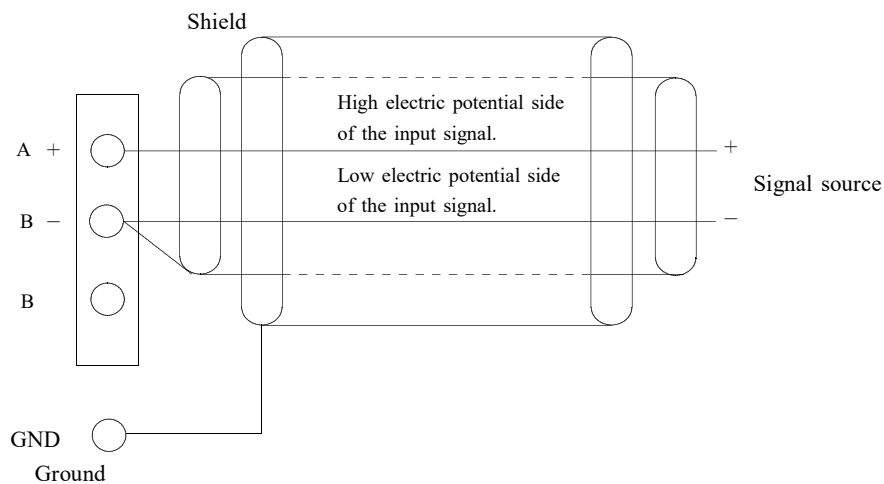 Shield
High electric potential side
of the input signal.
A +
+
Low electric potential side
of the input signal.
Signal source
B −
−
B
GND
Ground